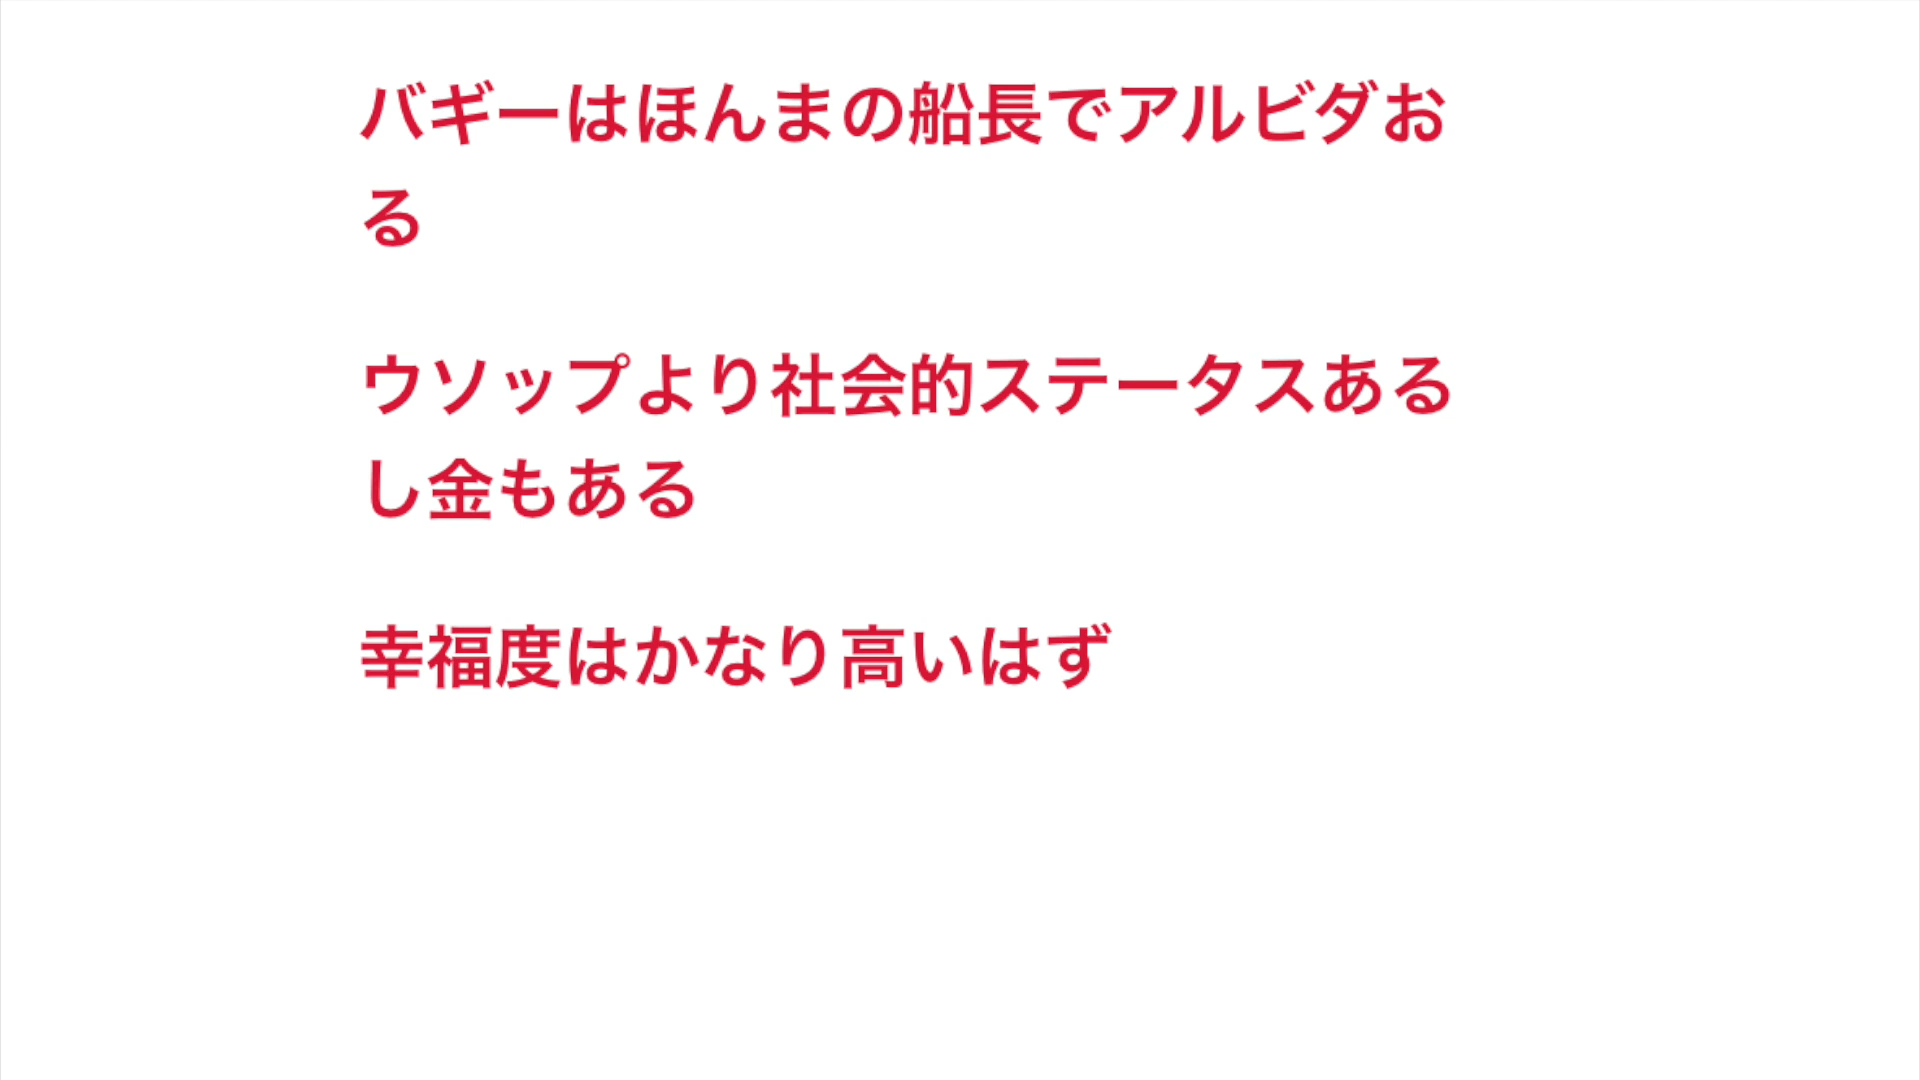 バギーはほんまの船長でアルビダお
る
ウソップより社会的ステータスある
し金もある
幸福度はかなり高いはず